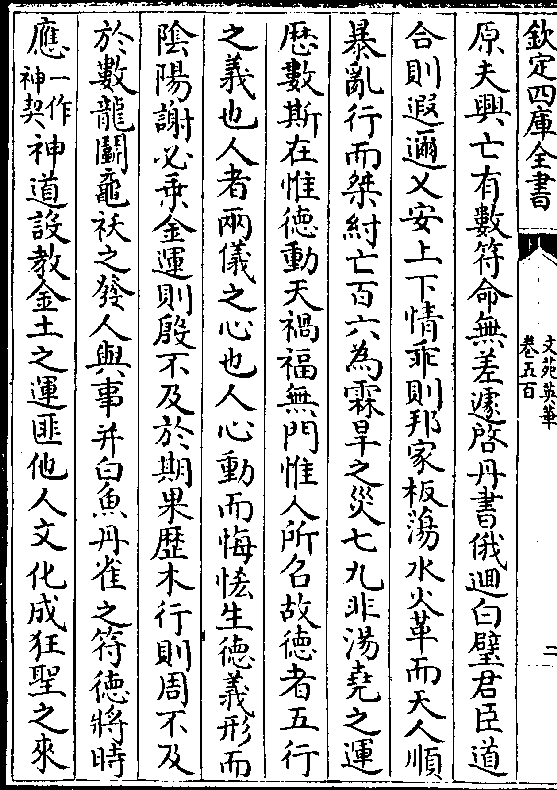 欽定四庫全書
文苑英華
卷五百
二
原夫興亡有數符命無差遽啓丹書俄迴白璧君臣道
合則遐邇乂安上下情乖則邦家板蕩水火革而天人順
暴亂行而桀紂亡百六為霖旱之災七九非湯堯之運
歴數斯在惟徳動天禍福無門惟人所召故徳者五行
之義也人者兩儀之心也人心動而悔恡生徳義形而
隂陽謝必乗金運則殷不及於期果歴木行則周不及
於數龍鬭龜袄之發人與事并白魚丹雀之符徳將時
應一作神契神道設教金土之運匪他人文化成狂聖之來